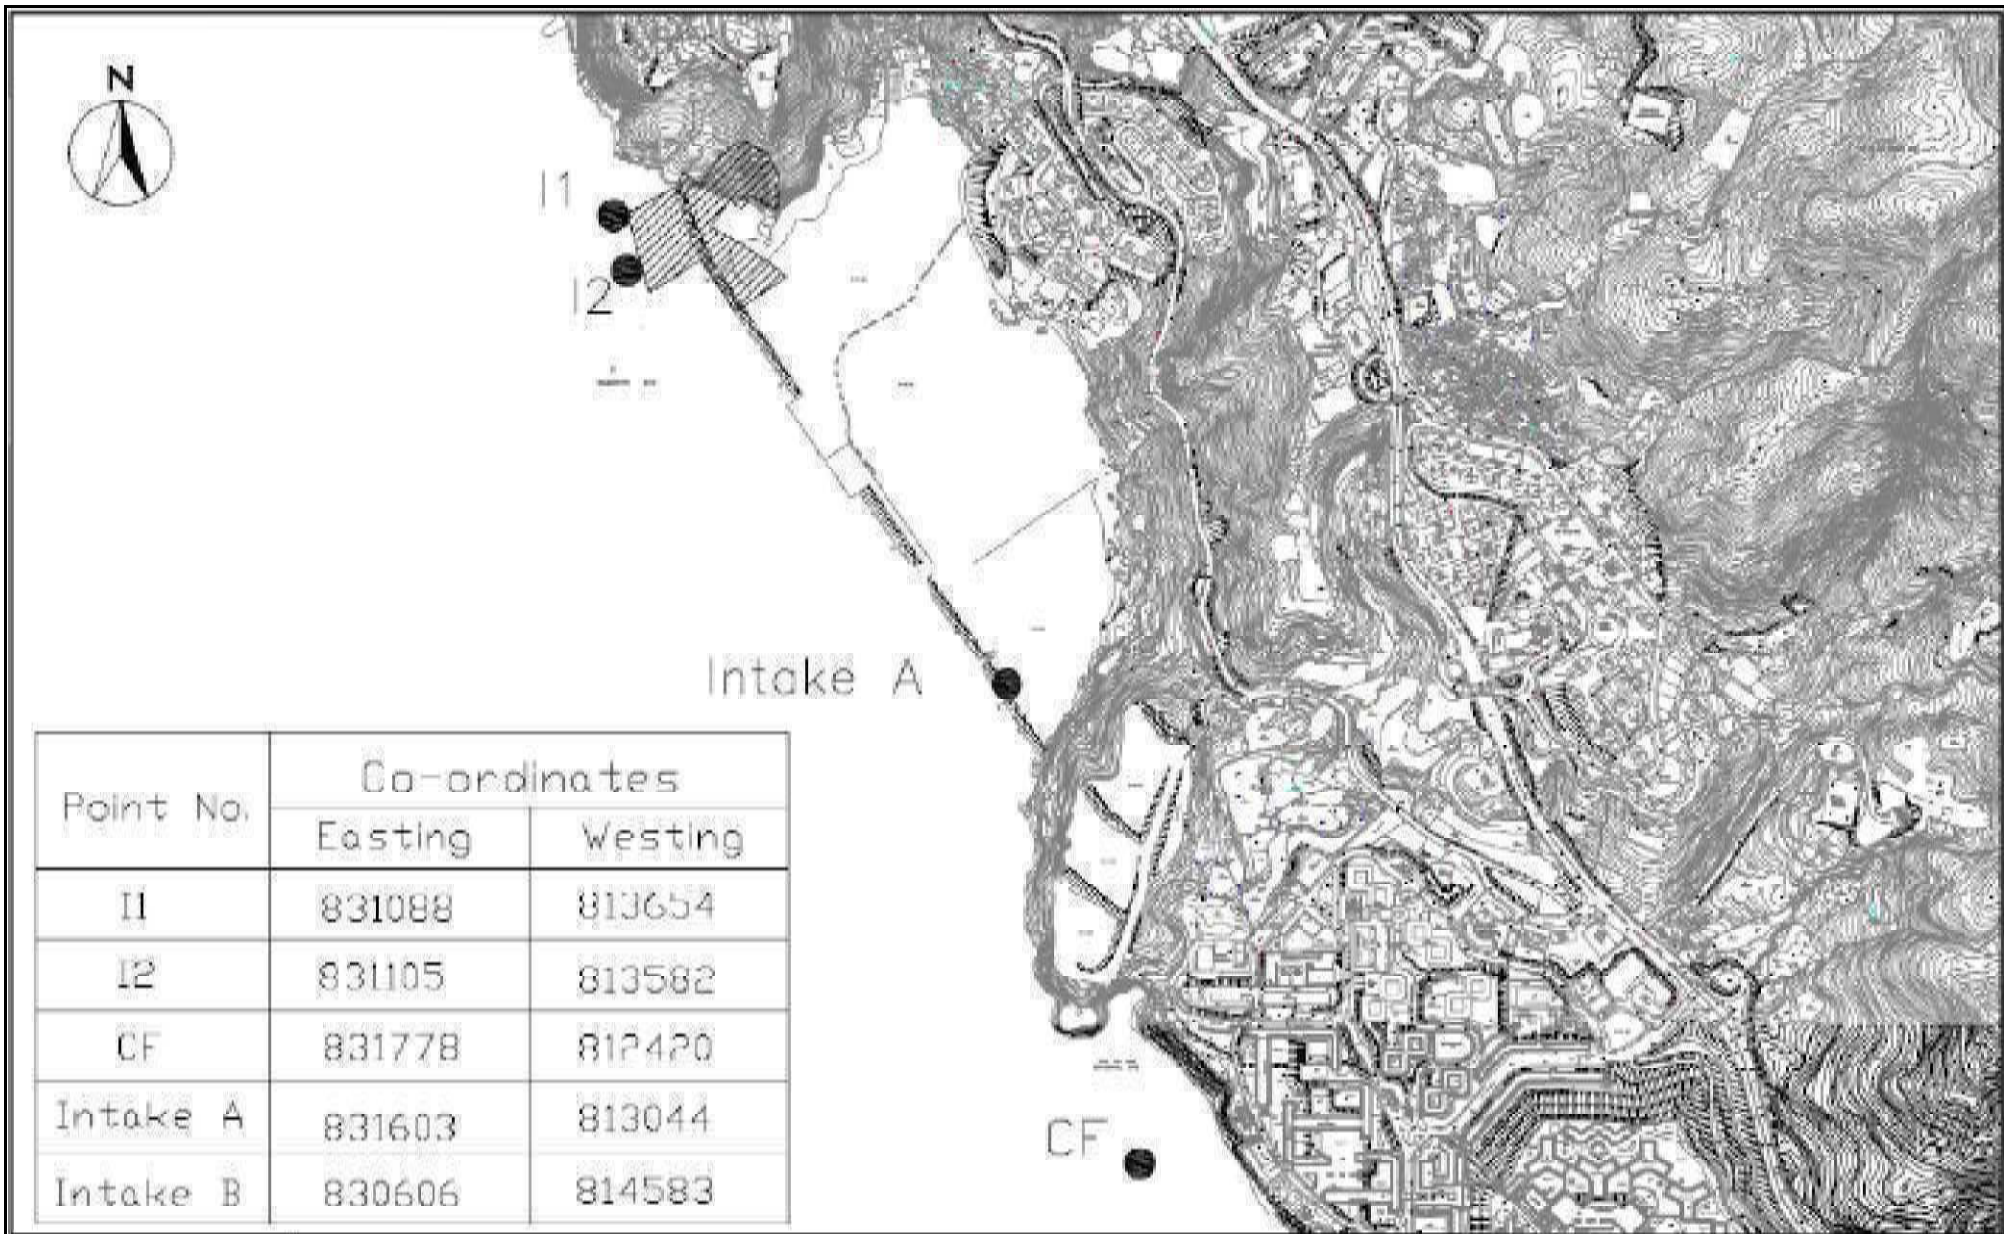 N
I1
I2
Intake A
Co-ordinates
Point No.
Easting Westing
I1 831088 813654
I2 831105 813582
CF 831778 812420
Intake A 831603 813044
Intake B 830606 814583
CF